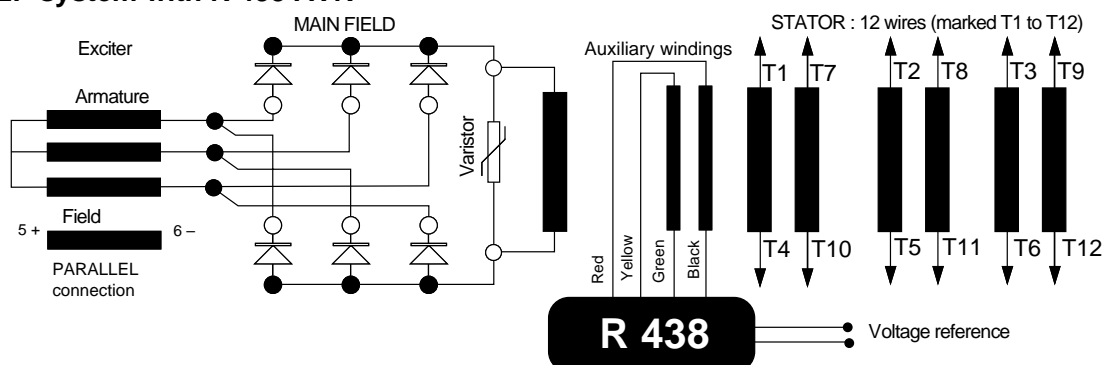 MAIN FIELD
STATOR : 12 wires (marked T1 to T12)
Exciter
Auxiliary windings
T1 T7 T2 T8 T3 T9
Armature
Varistor
Field
5 + 6 –
T4 T10 T5 T11 T6 T12
Red
Yellow
Green
Black
PARALLEL
connection
R 438
Voltage reference